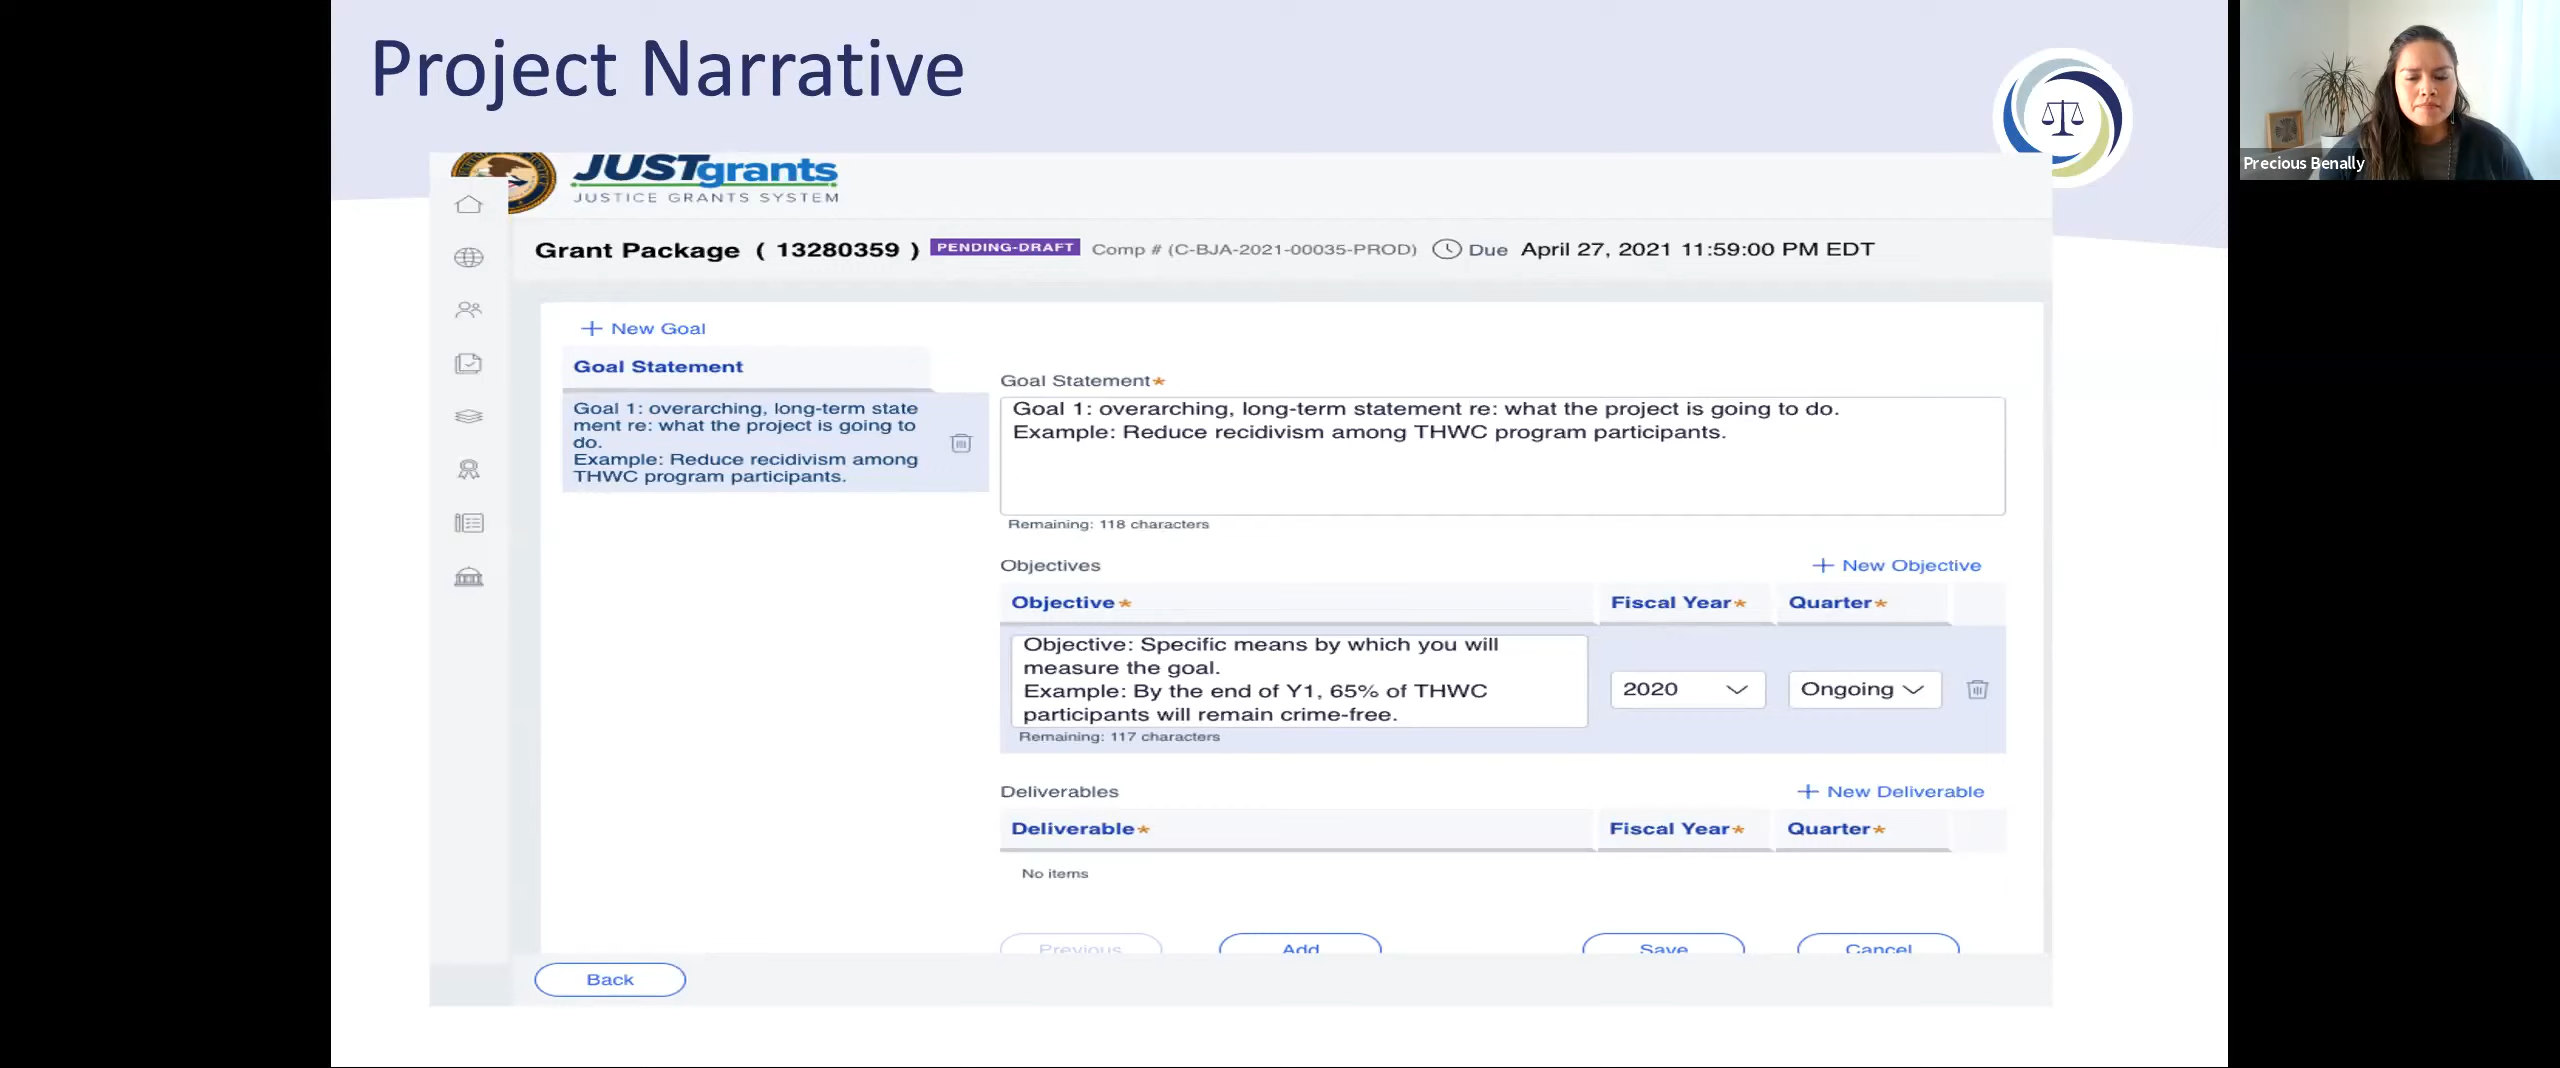 Project Narrative
JUSTgrants
JUSTICE GRANTS SYSTEM
Precious Benally
Grant Package ( 13280359 ) PENDING-DRAFT Comp # (C-BJA-2021-00035-PROD) Due April 27, 2021 11:59:00 PM EDT
+ New Goal
Goal Statement
Goal 1: overarching, long-term state
ment re: what the project is going to
do.
Example: Reduce recidivism among
THWC program participants.
Goal Statement*
Goal 1: overarching, long-term statement re: what the project is going to do.
Example: Reduce recidivism among THWC program participants.
Remaining: 118 characters
Objectives + New Objective
Objective* Fiscal Year* Quarter*
Objective: Specific means by which you will
measure the goal.
Example: By the end of Y1, 65% of THWC
participants will remain crime-free.
2020 Ongoing
Remaining: 117 characters
Deliverables + New Deliverable
Deliverable* Fiscal Year* Quarter*
No items
Previous Add Save Cancel
Back